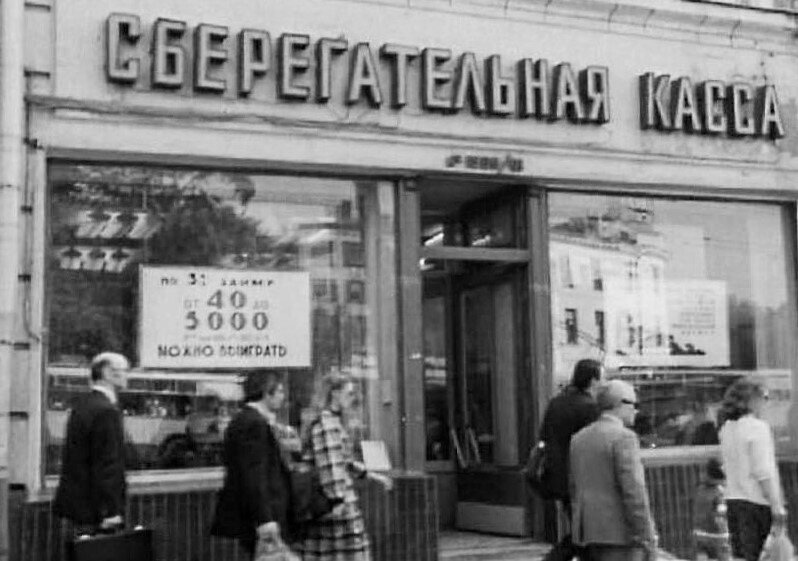 СБЕРЕГАТЕЛЬНАЯ КАССА
ПО 3% ЗАЙМУ
ОТ 40 ДО
5000
МОЖНО ВЫИГРАТЬ